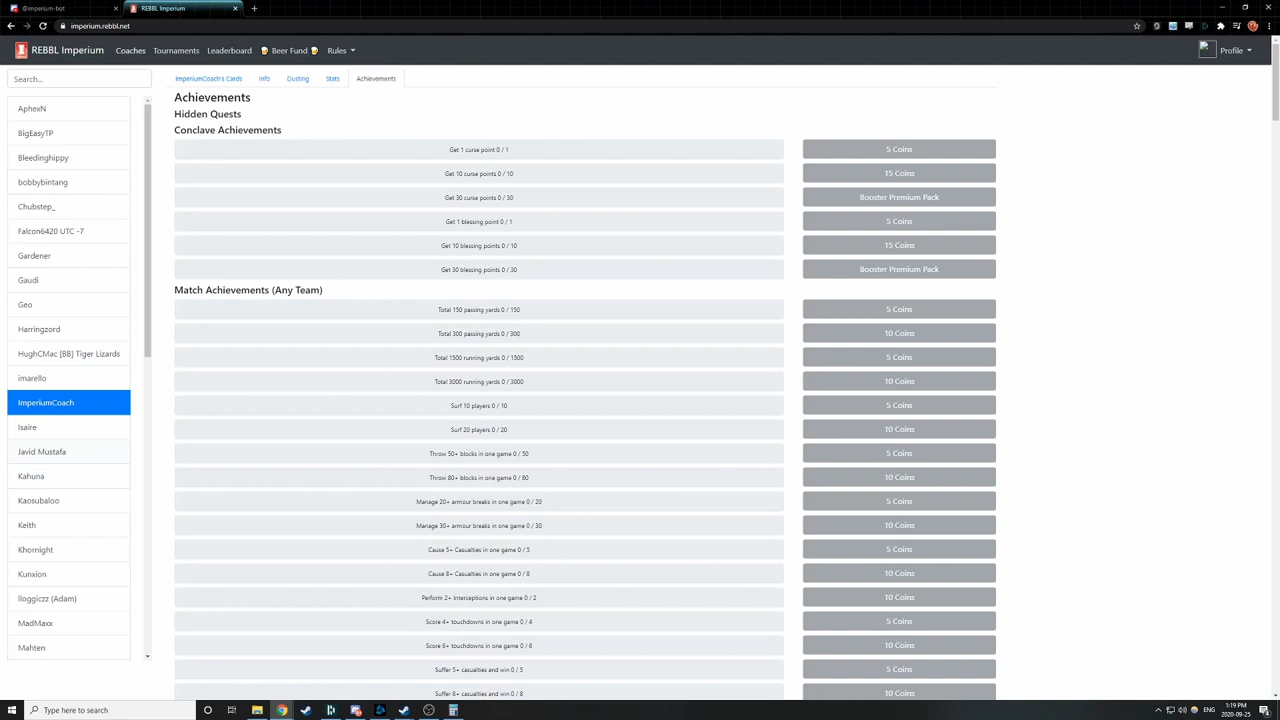 @imperium-bot
REBBL Imperium
imperium.rebbl.net
REBBL Imperium
Coaches
Tournaments
Leaderboard
Beer Fund
Rules
Profile
Search...
ImperiumCoach's Cards
Info
Dusting
Stats
Achievements
AphexN
BigEasyTP
Bleedinghippy
bobbybintang
Chubstep_
Falcon6420 UTC -7
Gardener
Gaudi
Geo
Harringzord
HughCMac [BB] Tiger Lizards
imarello
ImperiumCoach
Isaire
Javid Mustafa
Kahuna
Kaosubaloo
Keith
Khornight
Kunxion
lloggiczz (Adam)
MadMaxx
Mahten
Achievements
Hidden Quests
Conclave Achievements
Get 1 curse point 0 / 1
5 Coins
Get 10 curse points 0 / 10
15 Coins
Get 30 curse points 0 / 30
Booster Premium Pack
Get 1 blessing point 0 / 1
5 Coins
Get 10 blessing points 0 / 10
15 Coins
Get 30 blessing points 0 / 30
Booster Premium Pack
Match Achievements (Any Team)
Total 150 passing yards 0 / 150
5 Coins
Total 300 passing yards 0 / 300
10 Coins
Total 1500 running yards 0 / 1500
5 Coins
Total 3000 running yards 0 / 3000
10 Coins
Surf 10 players 0 / 10
5 Coins
Surf 20 players 0 / 20
10 Coins
Throw 50+ blocks in one game 0 / 50
5 Coins
Throw 80+ blocks in one game 0 / 80
10 Coins
Manage 20+ armour breaks in one game 0 / 20
5 Coins
Manage 30+ armour breaks in one game 0 / 30
10 Coins
Cause 5+ Casualties in one game 0 / 5
5 Coins
Cause 8+ Casualties in one game 0 / 8
10 Coins
Perform 2+ Interceptions in one game 0 / 2
10 Coins
Score 4+ touchdowns in one game 0 / 4
5 Coins
Score 6+ touchdowns in one game 0 / 6
10 Coins
Suffer 5+ casualties and win 0 / 5
5 Coins
Suffer 8+ casualties and win 0 / 8
10 Coins
Type here to search
ENG
1:19 PM
2020-09-25